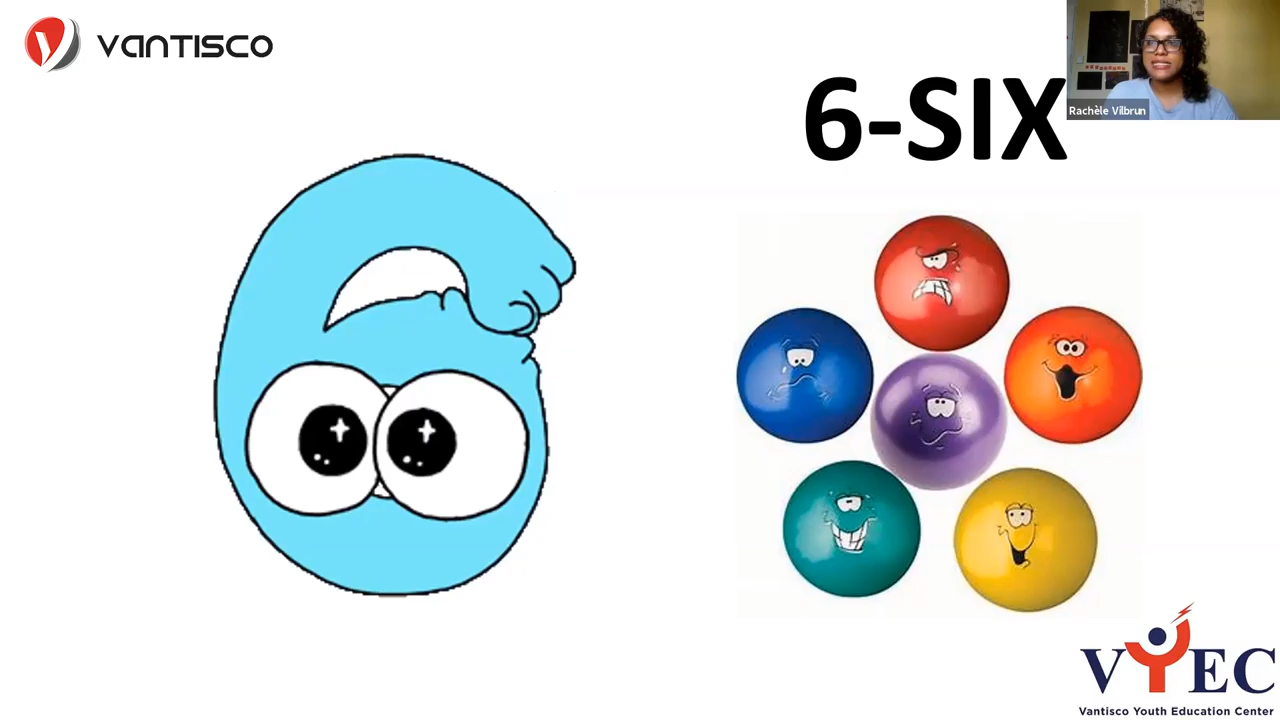 VANTISCO
6-SIX
Rachèle Vilbrun
VYEC
Vantisco Youth Education Center